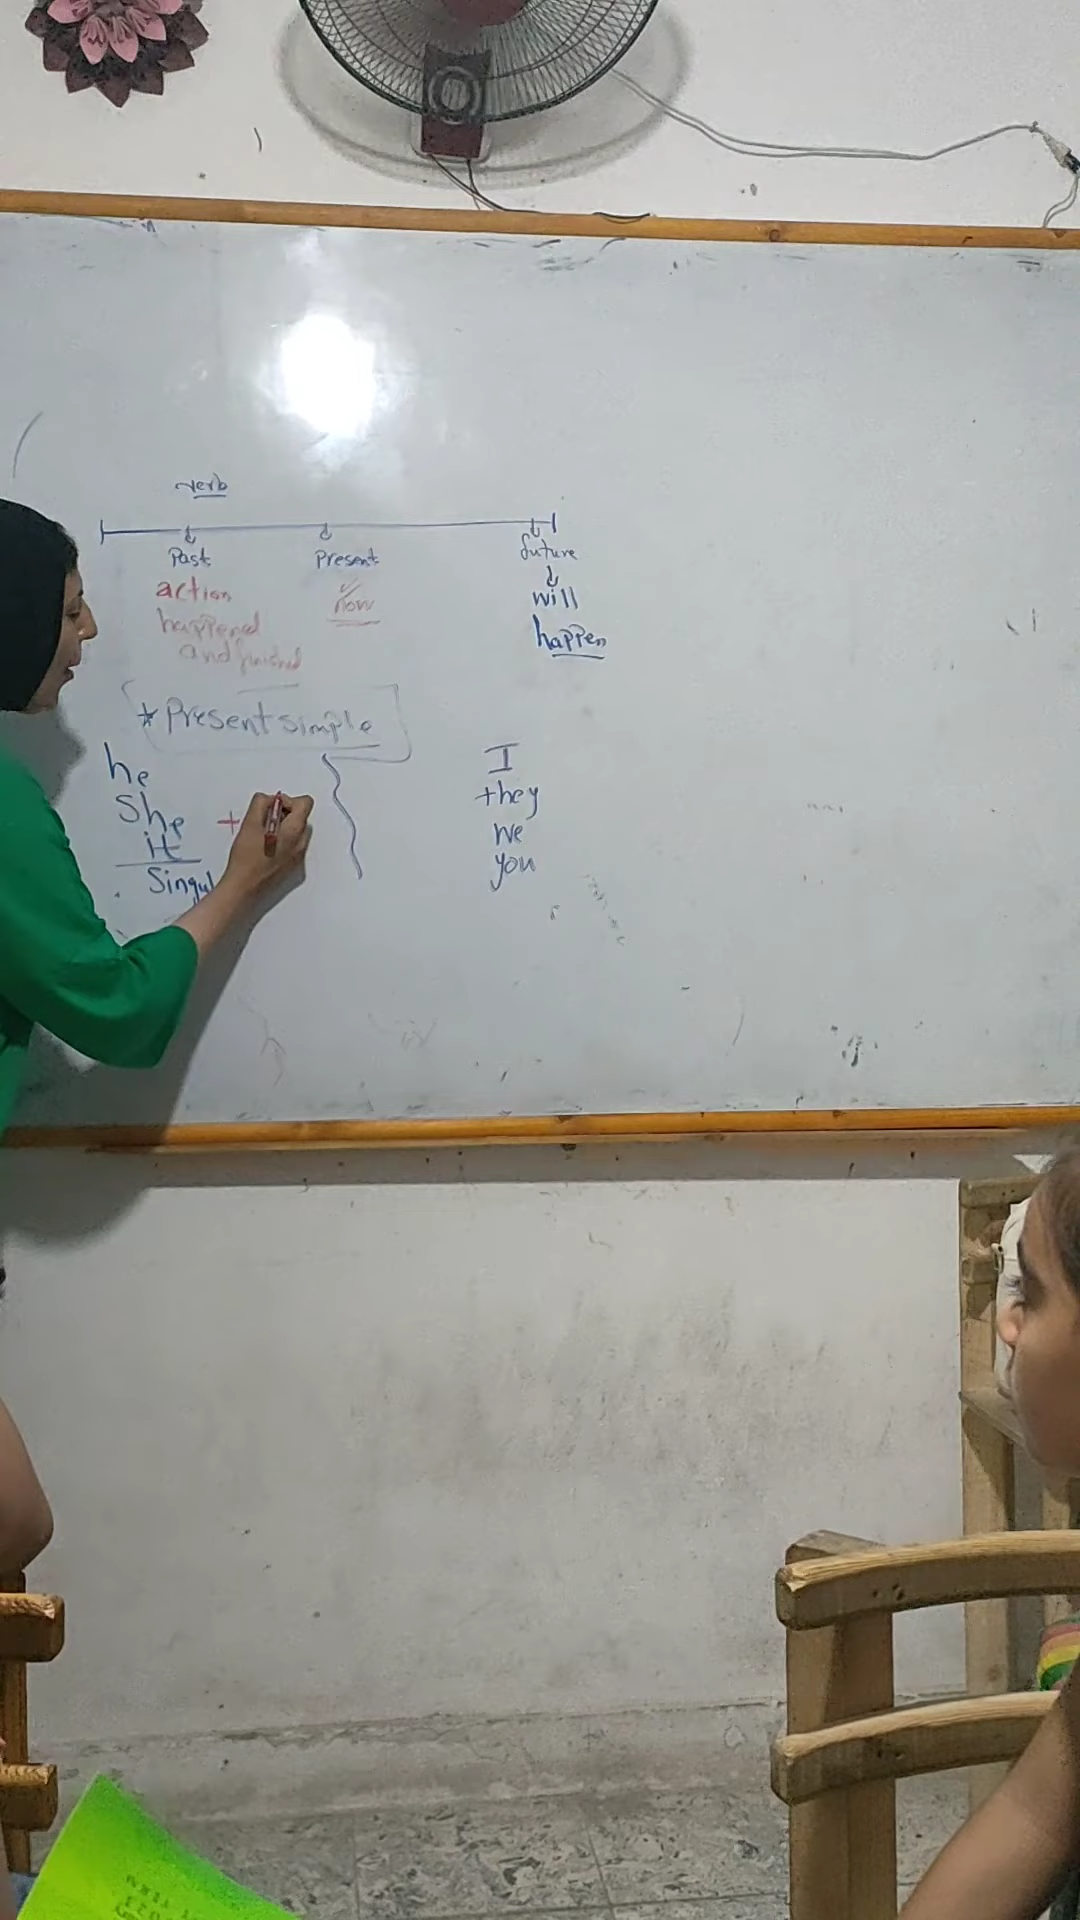 verb
Past Present future
action now will
happened happen
and finished
* Present simple
he I
she + they
it we
Singul you